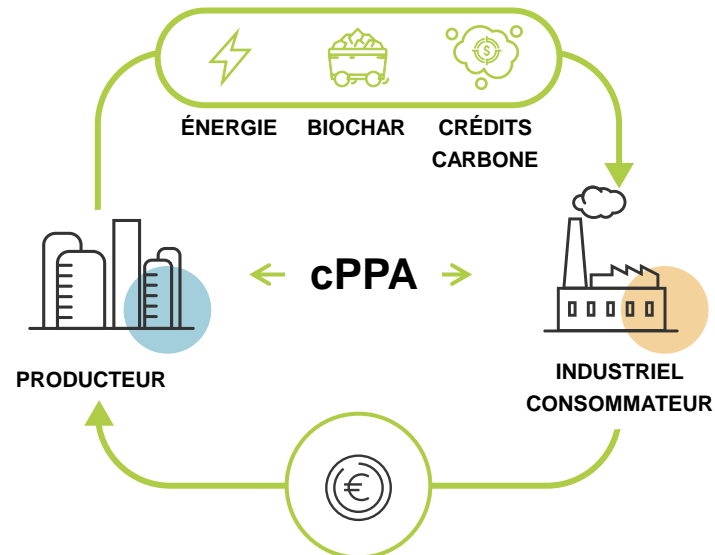 $
ÉNERGIE
BIOCHAR
CRÉDITS
CARBONE
cPPA
PRODUCTEUR
INDUSTRIEL
CONSOMMATEUR
€